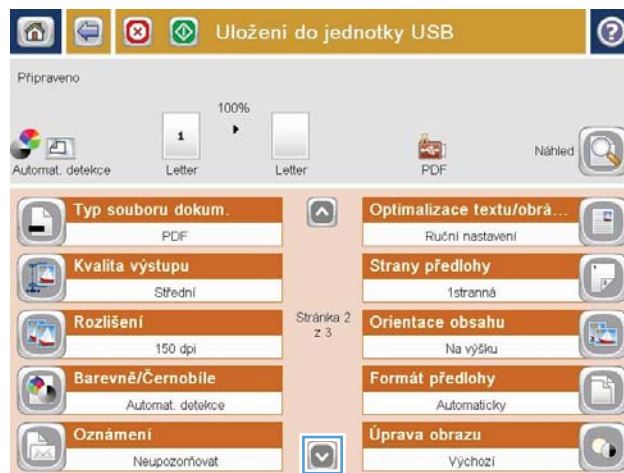 Uložení do jednotky USB
Připraveno
100%
1
Automat. detekce
Letter
Letter
PDF
Náhled
Typ souboru dokum.
PDF
Kvalita výstupu
Střední
Rozlišení
150 dpi
Barevně/Černobíle
Automat. detekce
Oznámení
Neupozorňovat
Stránka 2
z 3
Optimalizace textu/obrá...
Ruční nastavení
Strany předlohy
1stranná
Orientace obsahu
Na výšku
Formát předlohy
Automaticky
Úprava obrazu
Výchozí